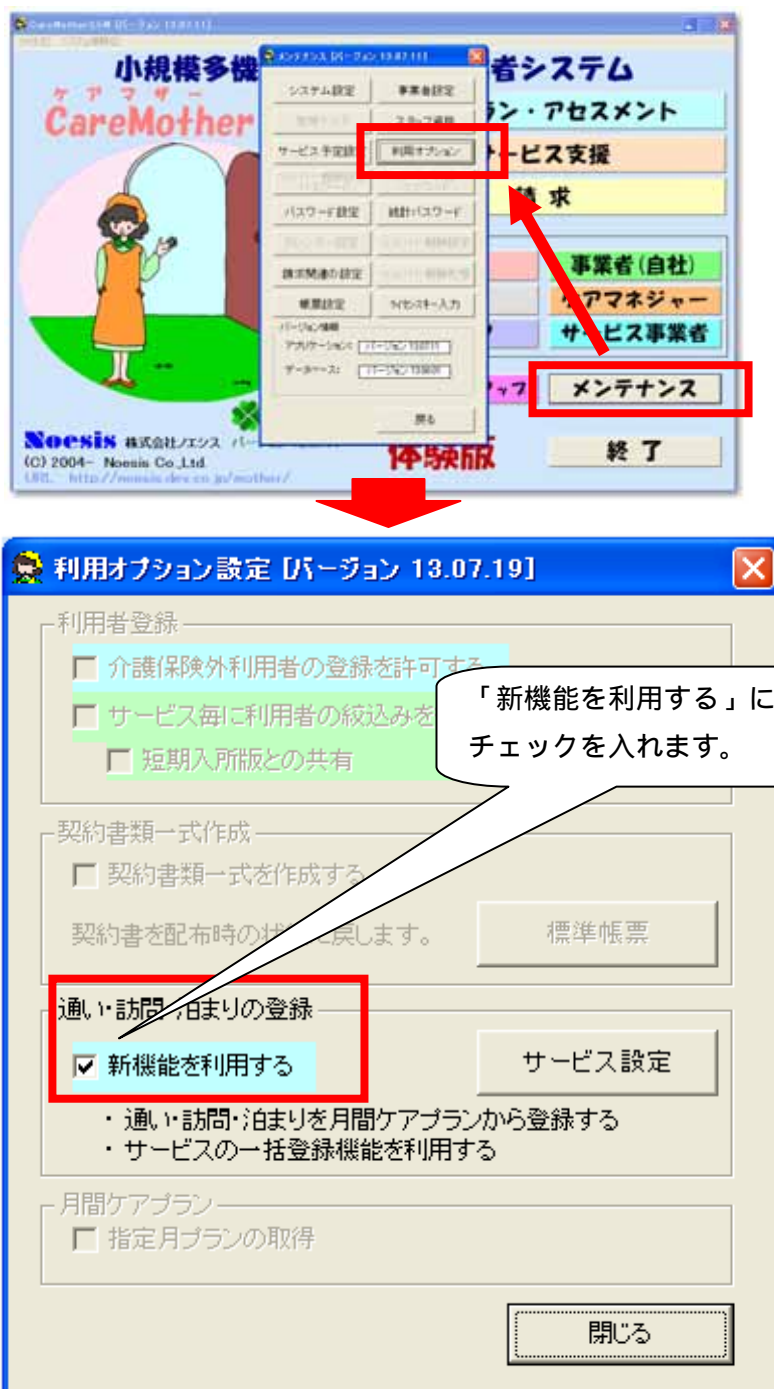 小規模多機
者システム
ケアマザー
CareMother
システム設定
事業者設定
サービス予定設定
利用オプション
パスワード設定
統計パスワード
請求関連の設定
帳票設定
ライセンスキー入力
バージョン情報
アプリケーション:
データベース:
戻る
ラン・アセスメント
ービス支援
求
事業者(自社)
ケアマネジャー
サービス事業者
メンテナンス
Noesis 株式会社ノエシス
(C) 2004- Noesis Co.,Ltd
体験版
終了
利用オプション設定 [バージョン 13.07.19]
利用者登録
介護保険外利用者の登録を許可する
サービス毎に利用者の絞込みを
短期入所版との共有
「新機能を利用する」に
チェックを入れます。
契約書類一式作成
契約書類一式を作成する
契約書を配布時の状 戻します。
標準帳票
通い・訪問・泊まりの登録
新機能を利用する
サービス設定
・通い・訪問・泊まりを月間ケアプランから登録する
・サービスの一括登録機能を利用する
月間ケアプラン
指定月プランの取得
閉じる